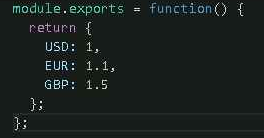 module.exports = function() {
  return {
    USD: 1,
    EUR: 1.1,
    GBP: 1.5
  };
};